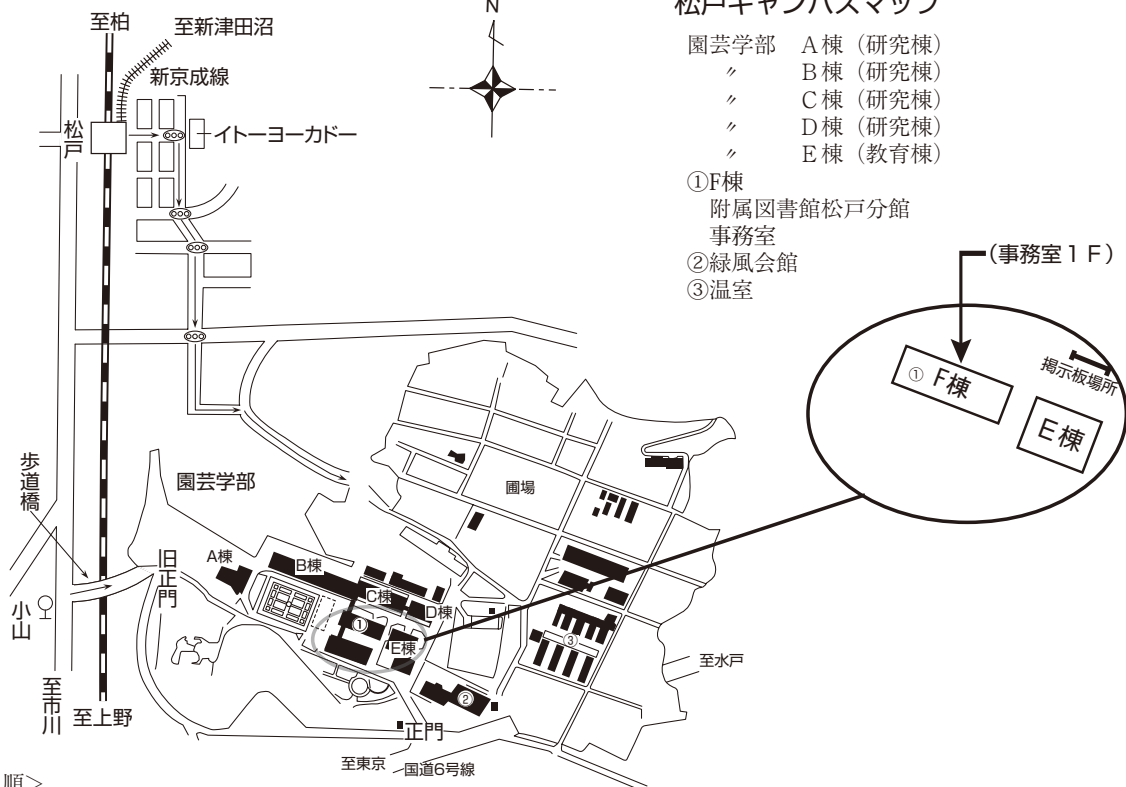 松戸キャンパスマップ
園芸学部 A棟（研究棟）
〃 B棟（研究棟）
〃 C棟（研究棟）
〃 D棟（研究棟）
〃 E棟（教育棟）
①F棟
附属図書館松戸分館
事務室
②緑風会館
③温室
N
至柏
至新津田沼
新京成線
松戸
イトーヨーカドー
（事務室１F）
① F棟
掲示板場所
E棟
歩道橋
園芸学部
圃場
旧正門
A棟
B棟
C棟
D棟
①
E棟
③
②
小山
至水戸
至市川
至上野
正門
至東京
国道6号線
順＞